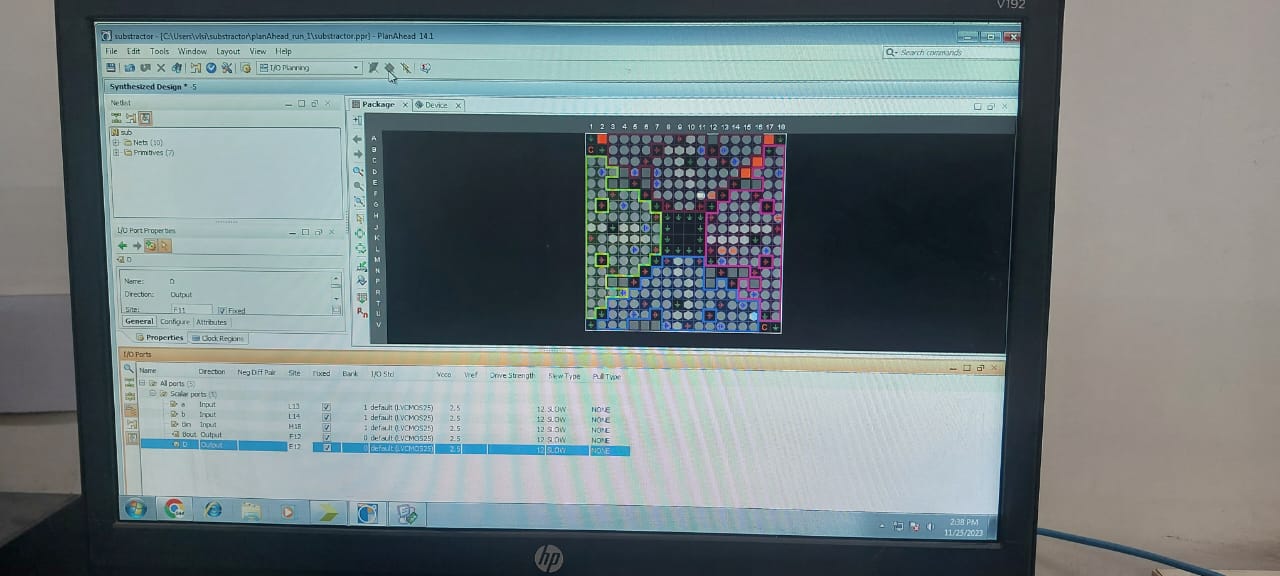 V192
substractor - [C:\Users\vlsi\substractor\planAhead_run_1\substractor.ppr] - PlanAhead 14.1
File Edit Tools Window Layout View Help
I/O Planning
Search commands
Synthesized Design * -5
Netlist
sub
Nets (10)
Primitives (7)
I/O Port Properties
D
Name: D
Direction: Output
Site: F11 Fixed
General Configure Attributes
Properties Clock Regions
Package Device
1 2 3 4 5 6 7 8 9 10 11 12 13 14 15 16 17 18
A
B
C
D
E
F
G
H
J
K
L
M
N
P
R
T
U
V
I/O Ports
Name Direction Neg Diff Pair Site Fixed Bank I/O Std Vcco Vref Drive Strength Slew Type Pull Type
All ports (5)
Scalar ports (5)
a Input L13 1 default (LVCMOS25) 2.5 12 SLOW NONE
b Input L14 1 default (LVCMOS25) 2.5 12 SLOW NONE
Bin Input H18 1 default (LVCMOS25) 2.5 12 SLOW NONE
Bout Output F12 0 default (LVCMOS25) 2.5 12 SLOW NONE
D Output E12 0 default (LVCMOS25) 2.5 12 SLOW NONE
2:38 PM
11/25/2023
hp